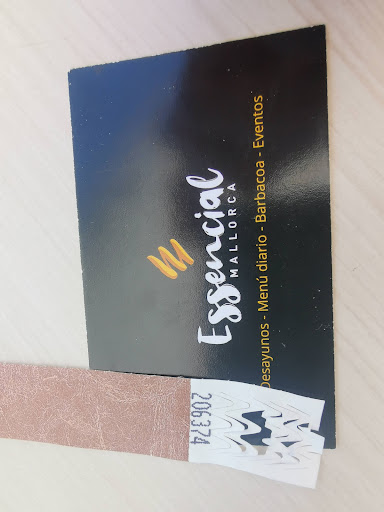 Essencial
MALLORCA
Desayunos - Menú diario - Barbacoa - Eventos
206374